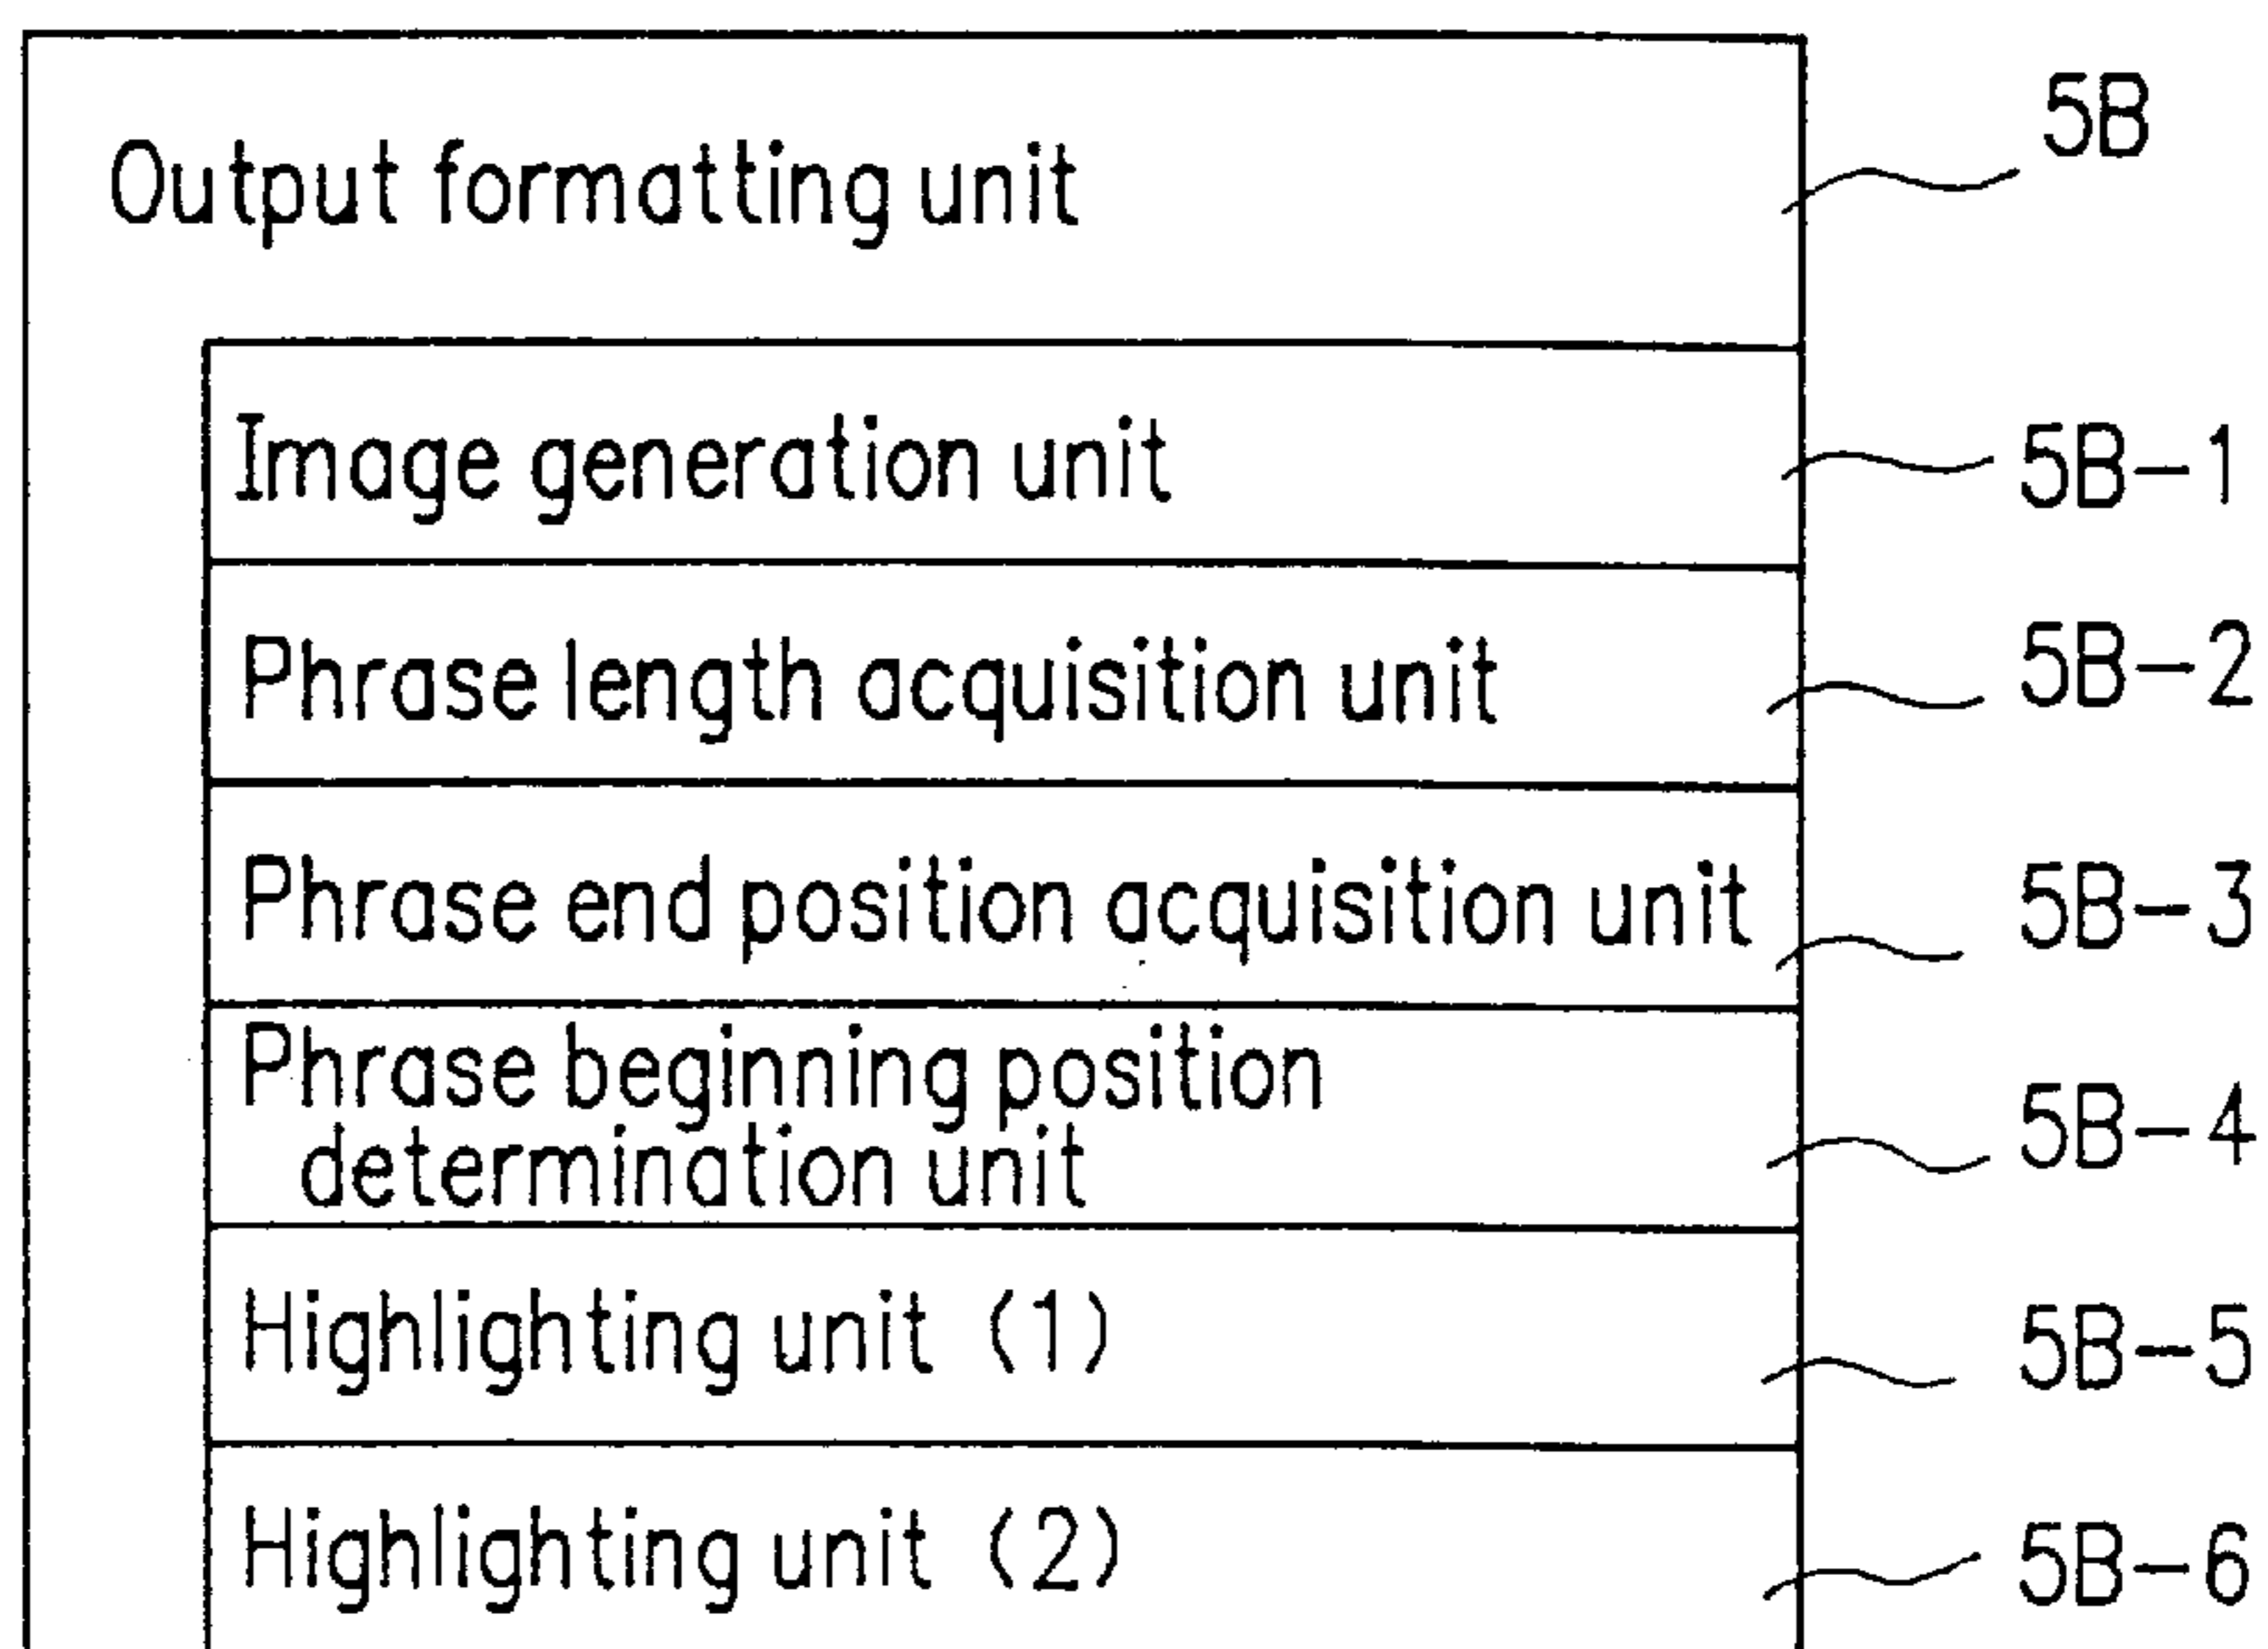 Output formatting unit 5B
Image generation unit 5B-1
Phrase length acquisition unit 5B-2
Phrase end position acquisition unit 5B-3
Phrase beginning position
determination unit 5B-4
Highlighting unit (1) 5B-5
Highlighting unit (2) 5B-6